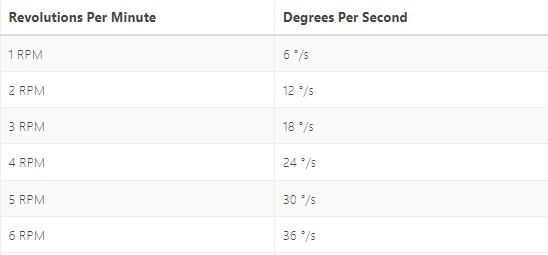 Revolutions Per Minute Degrees Per Second
1 RPM 6 °/s
2 RPM 12 °/s
3 RPM 18 °/s
4 RPM 24 °/s
5 RPM 30 °/s
6 RPM 36 °/s